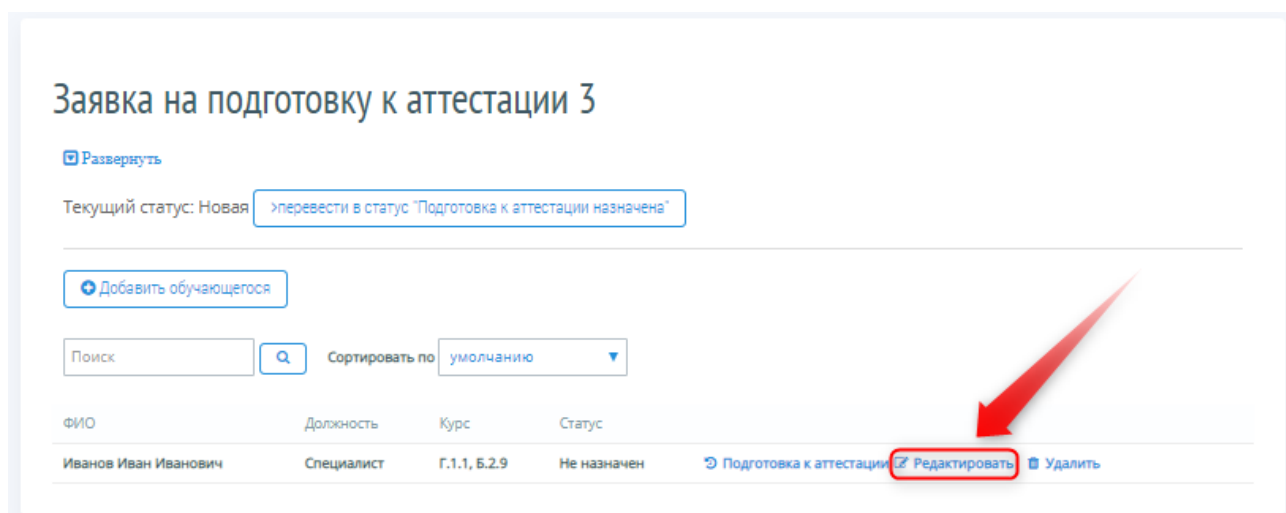 Заявка на подготовку к аттестации 3
Развернуть
Текущий статус: Новая >перевести в статус "Подготовка к аттестации назначена"
Добавить обучающегося
Поиск Сортировать по умолчанию
ФИО Должность Курс Статус
Иванов Иван Иванович Специалист Г.1.1, Б.2.9 Не назначен Подготовка к аттестации Редактировать Удалить